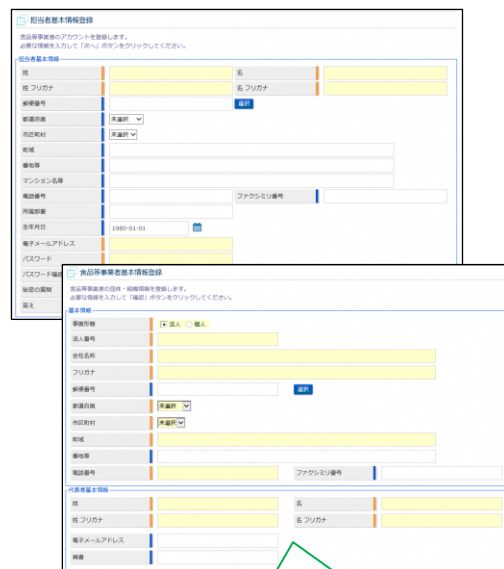 担当者基本情報登録
食品等事業者のアカウントを登録します。
必要な情報を入力して「次へ」ボタンをクリックしてください。
担当者基本情報
姓 名
姓 フリガナ 名 フリガナ
郵便番号 選択
都道府県 未選択
市区町村 未選択
町域
番地等
マンション名等
電話番号 ファクシミリ番号
所属部署
生年月日 1980-01-01
電子メールアドレス
パスワード
パスワード確認
秘密の質問
答え
食品等事業者基本情報登録
食品等事業者の団体・組織情報を登録します。
必要な情報を入力して「確認」ボタンをクリックしてください。
基本情報
事業形態 法人 個人
法人番号
会社名称
フリガナ
郵便番号 選択
都道府県 未選択
市区町村 未選択
町域
番地等
電話番号 ファクシミリ番号
代表者基本情報
姓 名
姓 フリガナ 名 フリガナ
電子メールアドレス
肩書